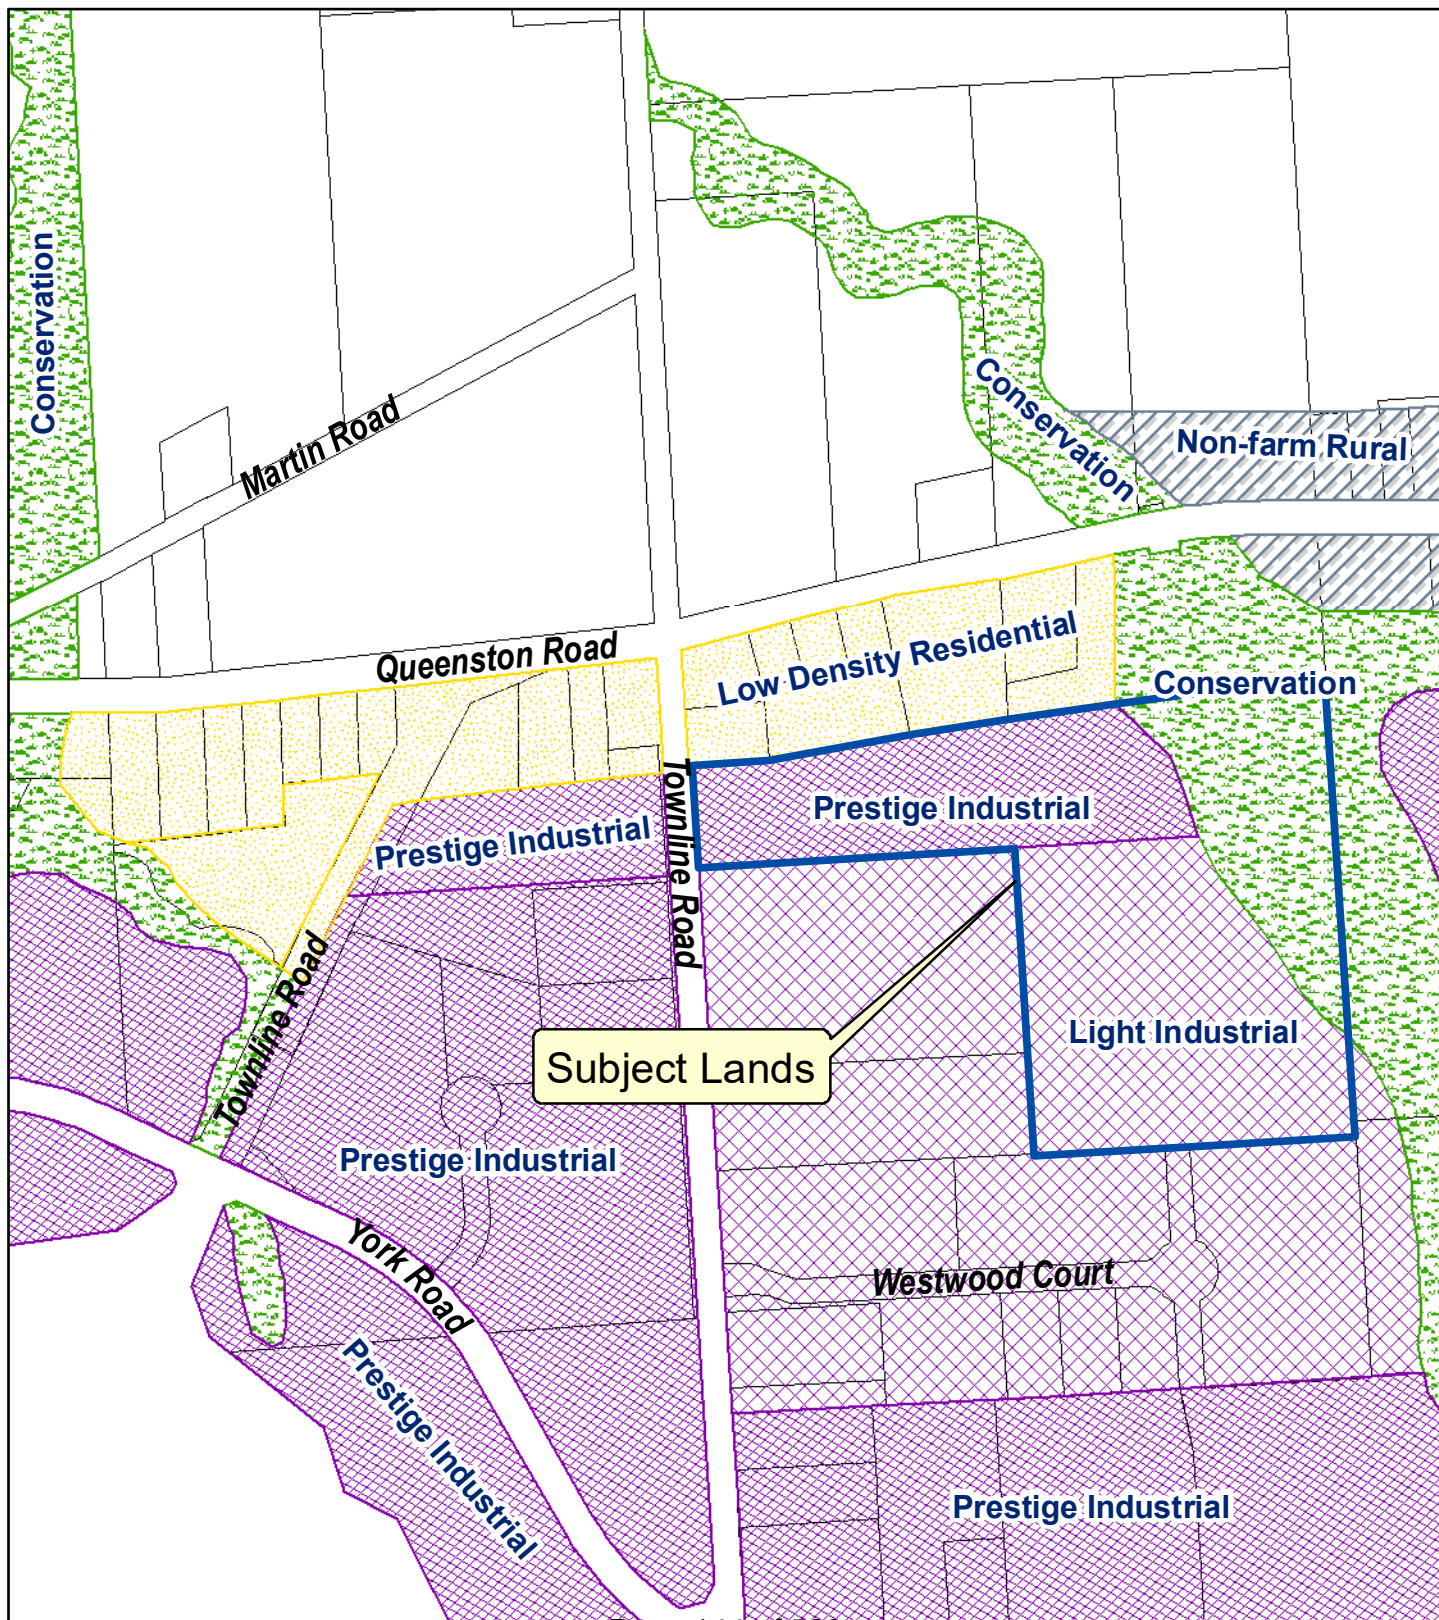 Conservation
Martin Road
Conservation
Non-farm Rural
Queenston Road
Low Density Residential
Conservation
Prestige Industrial
Prestige Industrial
Townline Road
Townline Road
Light Industrial
Subject Lands
Prestige Industrial
York Road
Westwood Court
Prestige Industrial
Prestige Industrial